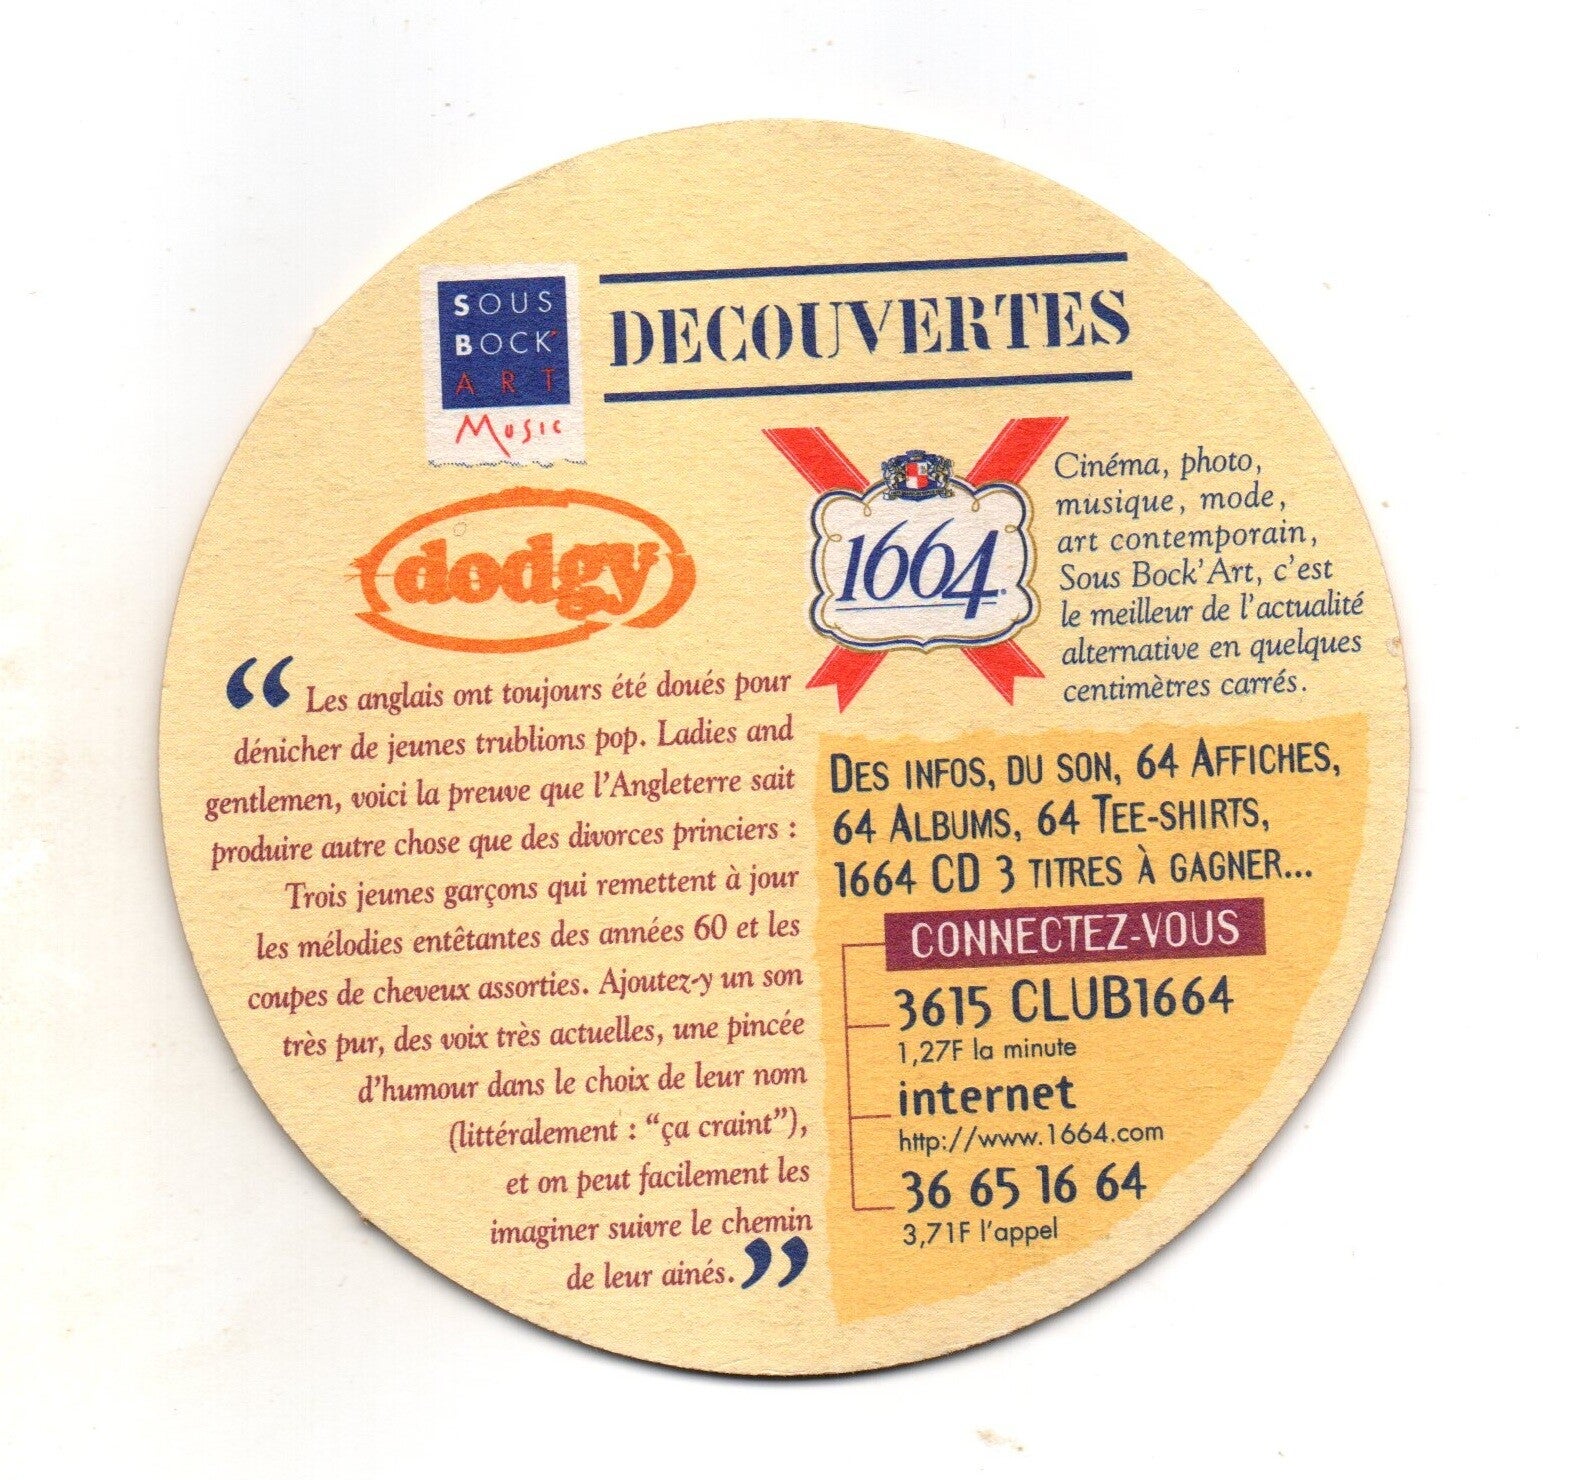 SOUS
BOCK'
ART
Music
DECOUVERTES
dodgy
1664
Cinéma, photo,
musique, mode,
art contemporain,
Sous Bock'Art, c'est
le meilleur de l'actualité
alternative en quelques
centimètres carrés.
“ Les anglais ont toujours été doués pour
dénicher de jeunes trublions pop. Ladies and
gentlemen, voici la preuve que l'Angleterre sait
produire autre chose que des divorces princiers :
Trois jeunes garçons qui remettent à jour
les mélodies entêtantes des années 60 et les
coupes de cheveux assorties. Ajoutez-y un son
très pur, des voix très actuelles, une pincée
d'humour dans le choix de leur nom
(littéralement : “ça craint”),
et on peut facilement les
imaginer suivre le chemin
de leur ainés. ”
DES INFOS, DU SON, 64 AFFICHES,
64 ALBUMS, 64 TEE-SHIRTS,
1664 CD 3 TITRES À GAGNER...
CONNECTEZ-VOUS
3615 CLUB1664
1,27F la minute
internet
http://www.1664.com
36 65 16 64
3,71F l'appel